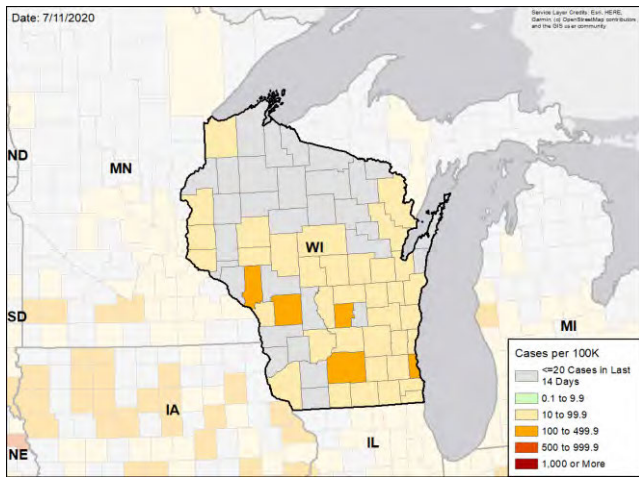 Date: 7/11/2020
Service Layer Credits: Esri, HERE,
Garmin, (c) OpenStreetMap contributors
and the GIS user community
ND
MN
WI
SD
MI
IA
IL
NE
Cases per 100K
<=20 Cases in Last
14 Days
0.1 to 9.9
10 to 99.9
100 to 499.9
500 to 999.9
1,000 or More